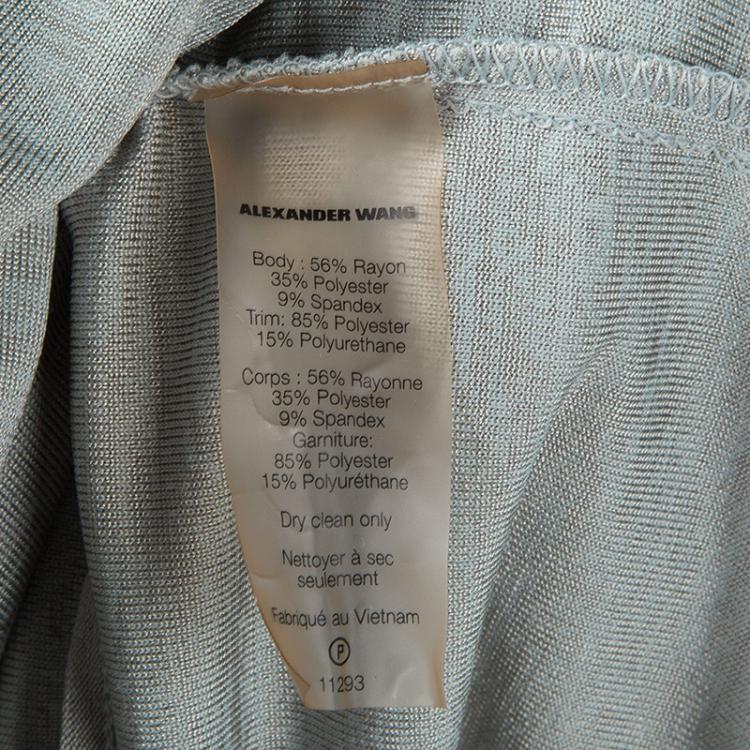 ALEXANDER WANG
Body : 56% Rayon
35% Polyester
9% Spandex
Trim: 85% Polyester
15% Polyurethane
Corps : 56% Rayonne
35% Polyester
9% Spandex
Garniture:
85% Polyester
15% Polyuréthane
Dry clean only
Nettoyer à sec
seulement
Fabriqué au Vietnam
P
11293